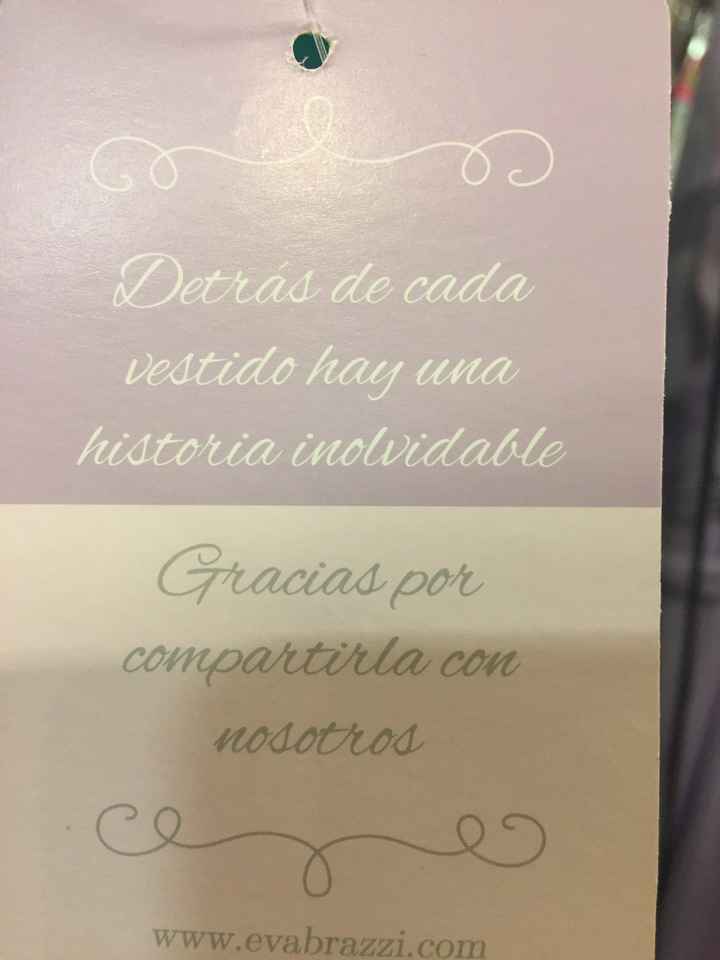 Detrás de cada
vestido hay una
historia inolvidable
Gracias por
compartirla con
nosotros
www.evabrazzi.com